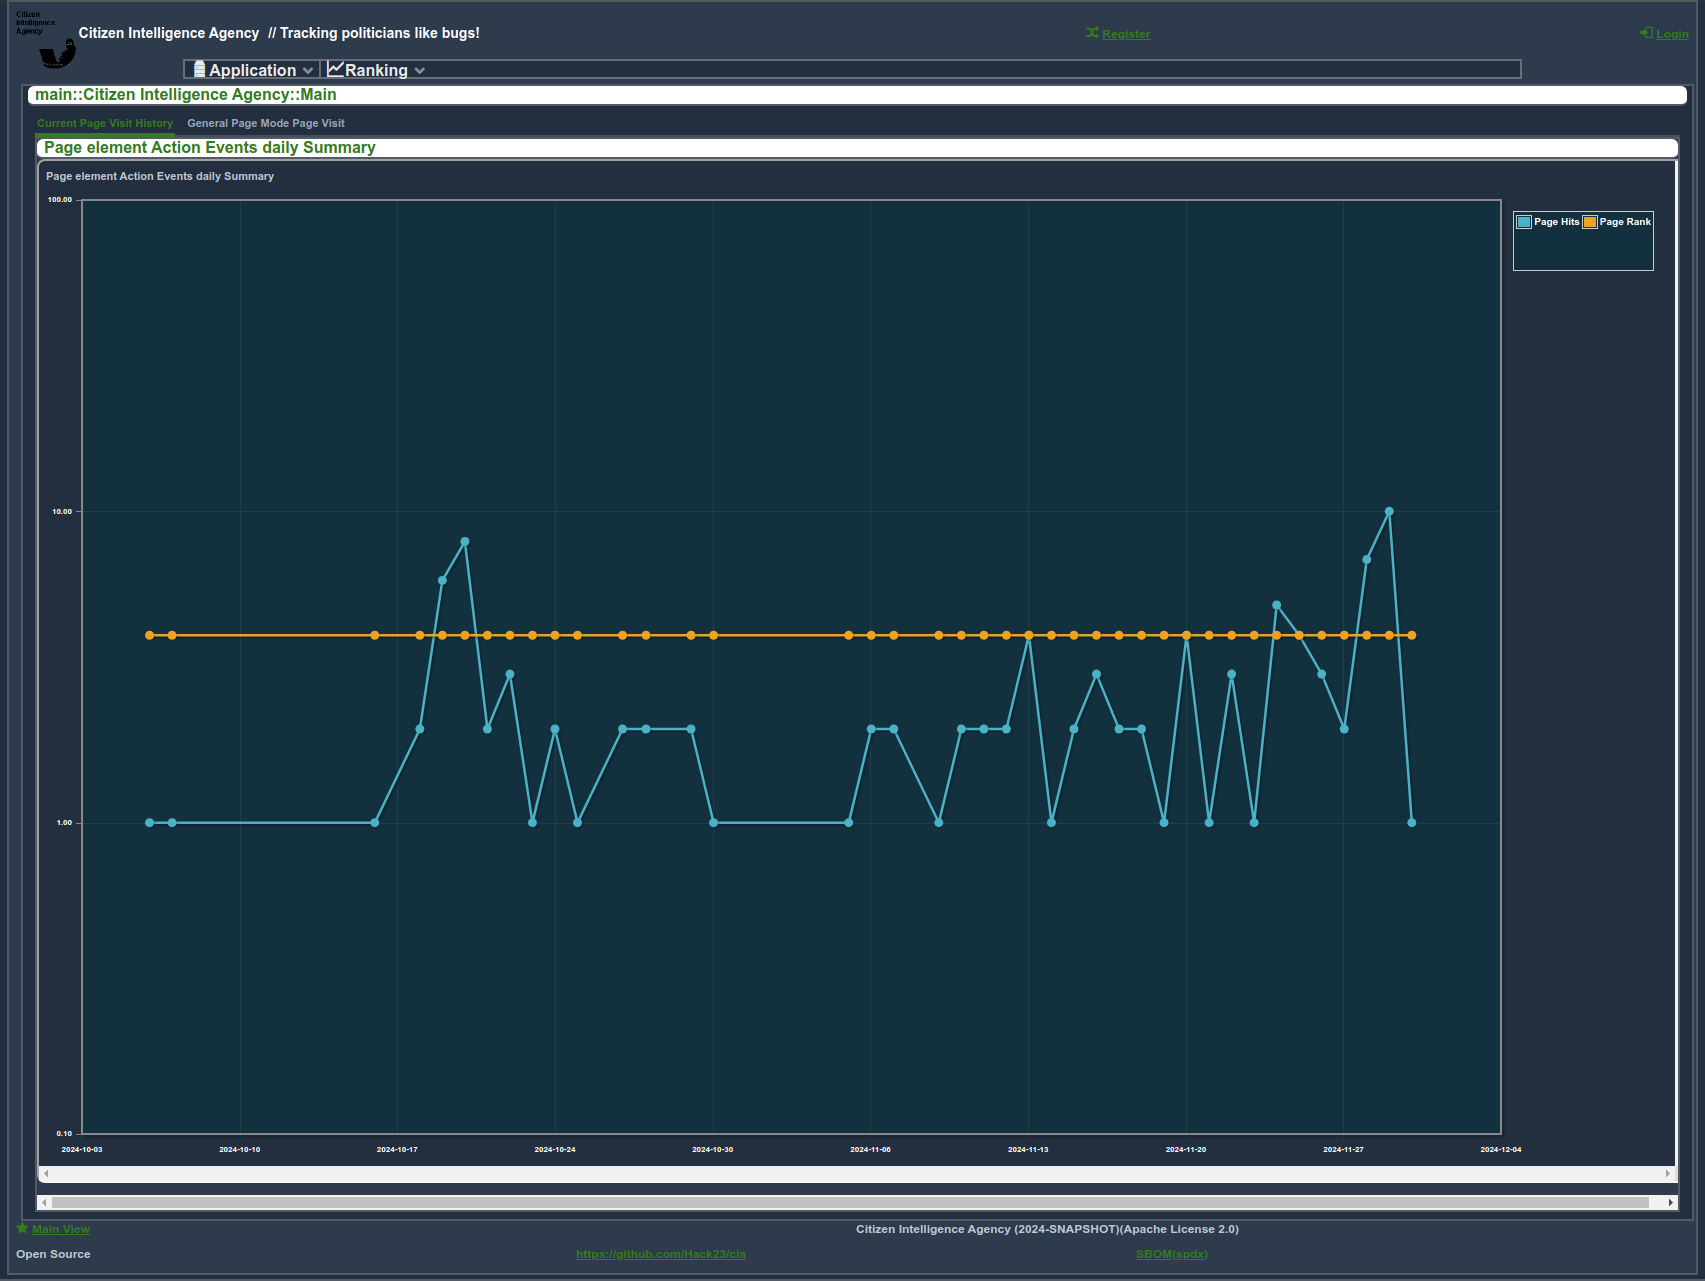 Citizen
Intelligence
Agency
Citizen Intelligence Agency // Tracking politicians like bugs!
Register
Login
Application
Ranking
main::Citizen Intelligence Agency::Main
Current Page Visit History
General Page Mode Page Visit
Page element Action Events daily Summary
Page element Action Events daily Summary
100.00
10.00
1.00
0.10
Page Hits
Page Rank
2024-10-03
2024-10-10
2024-10-17
2024-10-24
2024-10-30
2024-11-06
2024-11-13
2024-11-20
2024-11-27
2024-12-04
Main View
Citizen Intelligence Agency (2024-SNAPSHOT)(Apache License 2.0)
Open Source
https://github.com/Hack23/cia
SBOM(spdx)